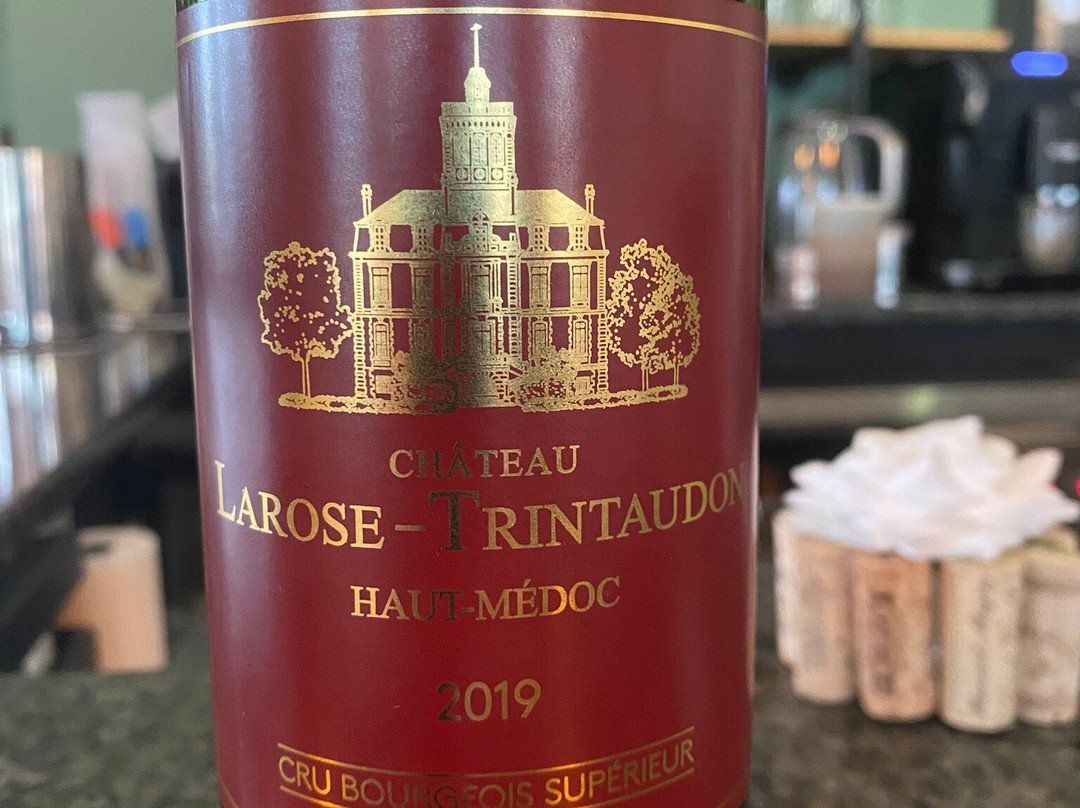 CHÂTEAU
LAROSE-TRINTAUDON
HAUT-MÉDOC
2019
CRU BOURGEOIS SUPÉRIEUR